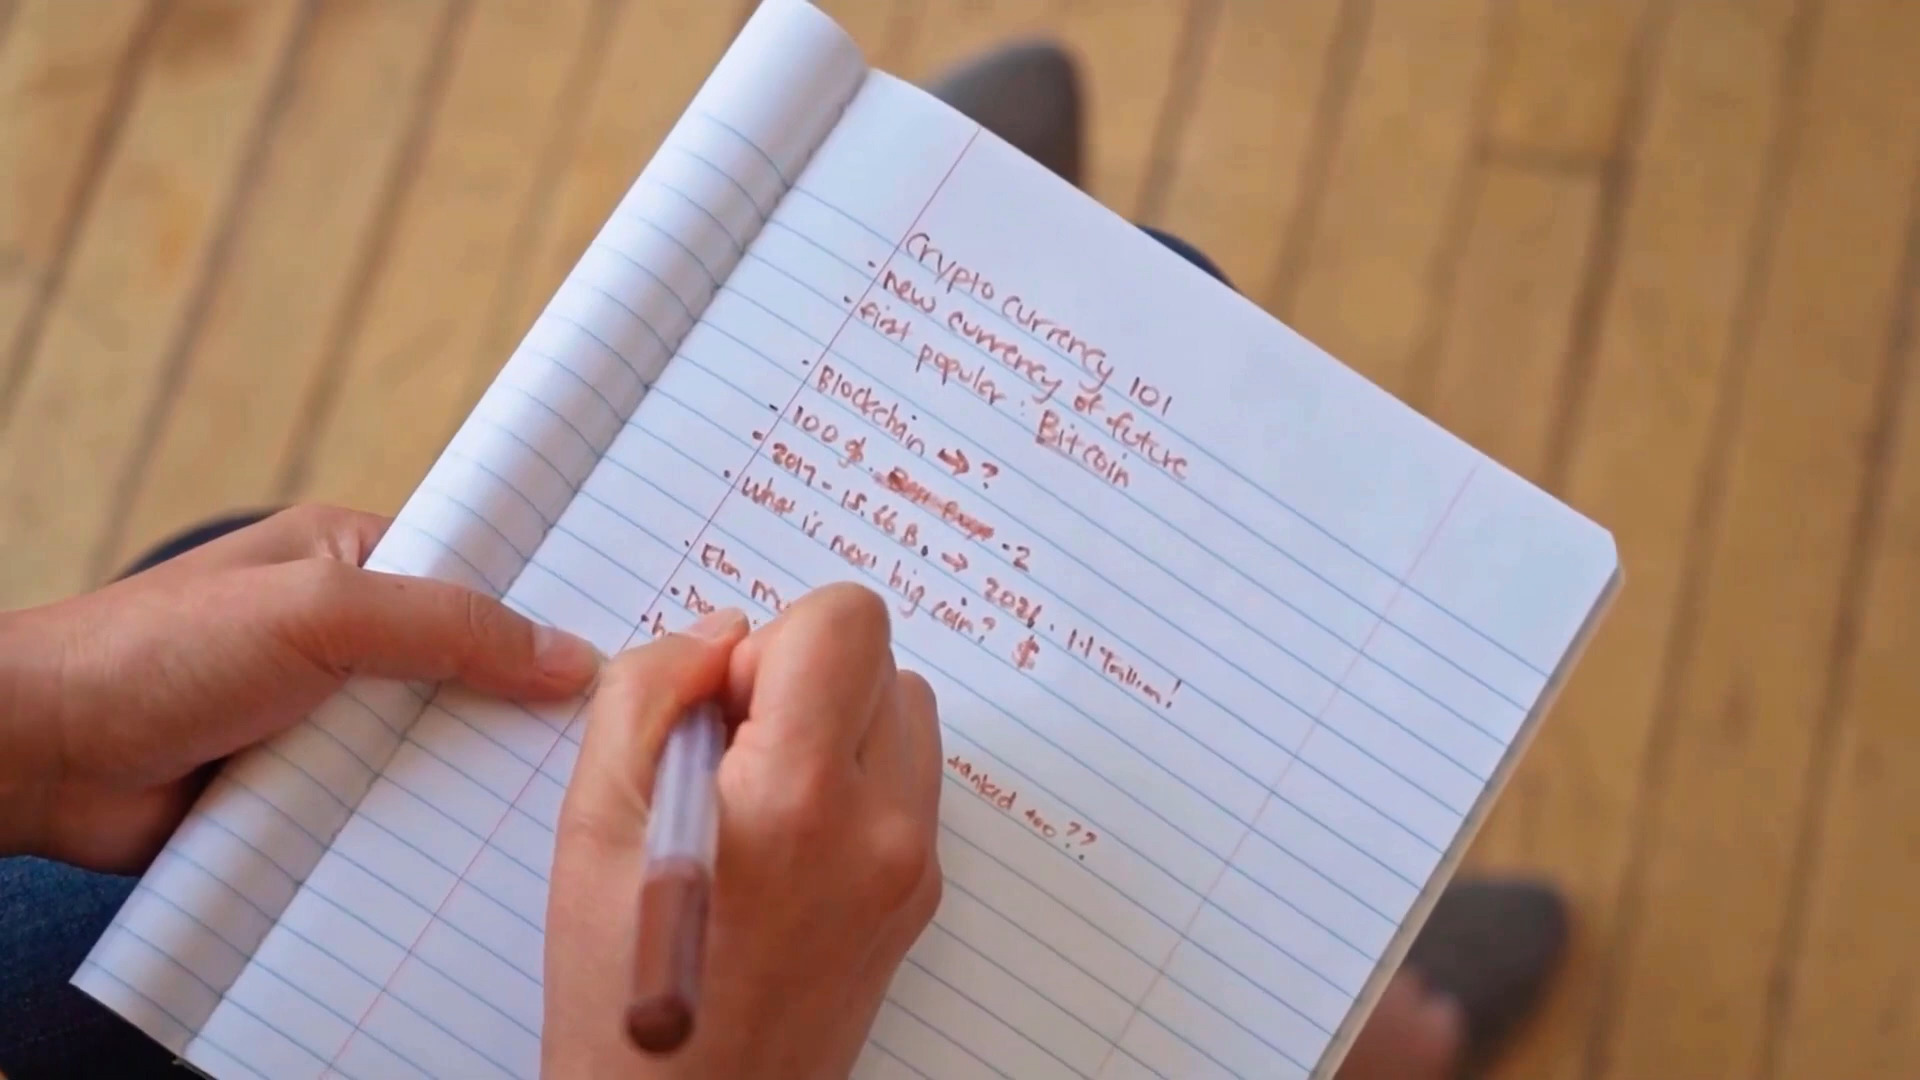 Crypto currency 101
- new currency of future
- first popular : Bitcoin
- Blockchain → ?
- 100 $. - 2
- 2017 - 15.66 B. → 2021. 1.1 Trillion!
- What is next big coin? $
- Elon
tanked too ??